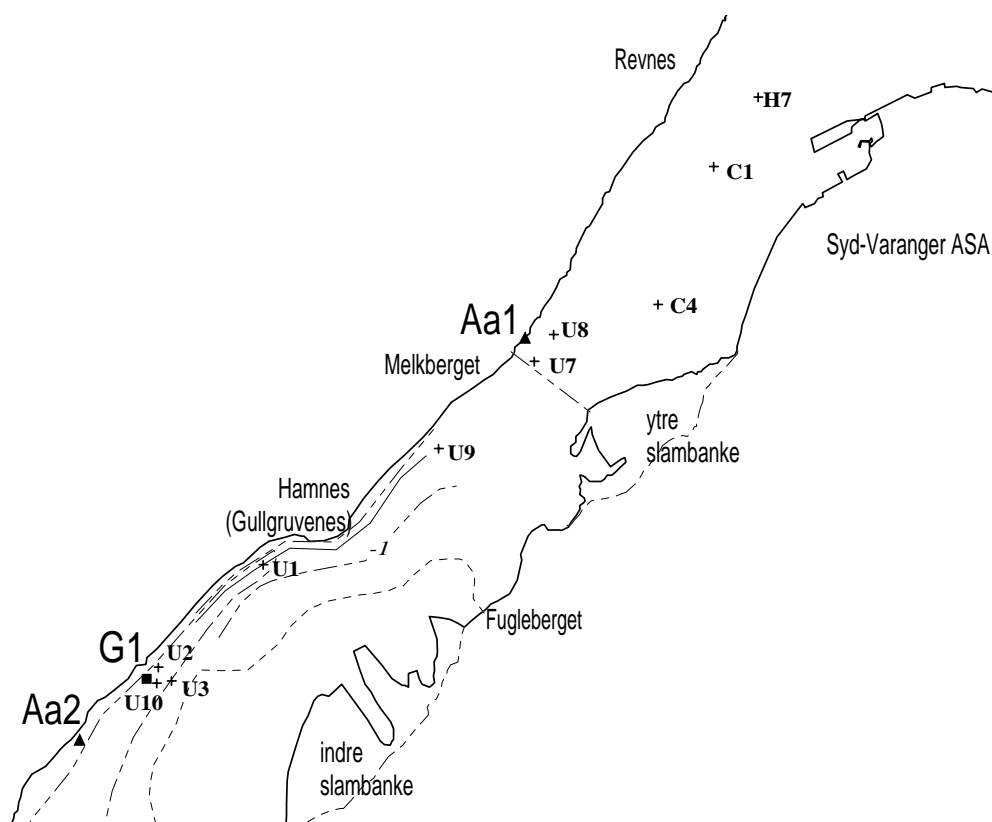 Revnes
H7
C1
Syd-Varanger ASA
C4
Aa1
U8
Melkberget
U7
ytre
slambanke
U9
Hamnes
(Gullgruvenes)
-1
U1
Fugleberget
G1
U2
U3
U10
Aa2
indre
slambanke